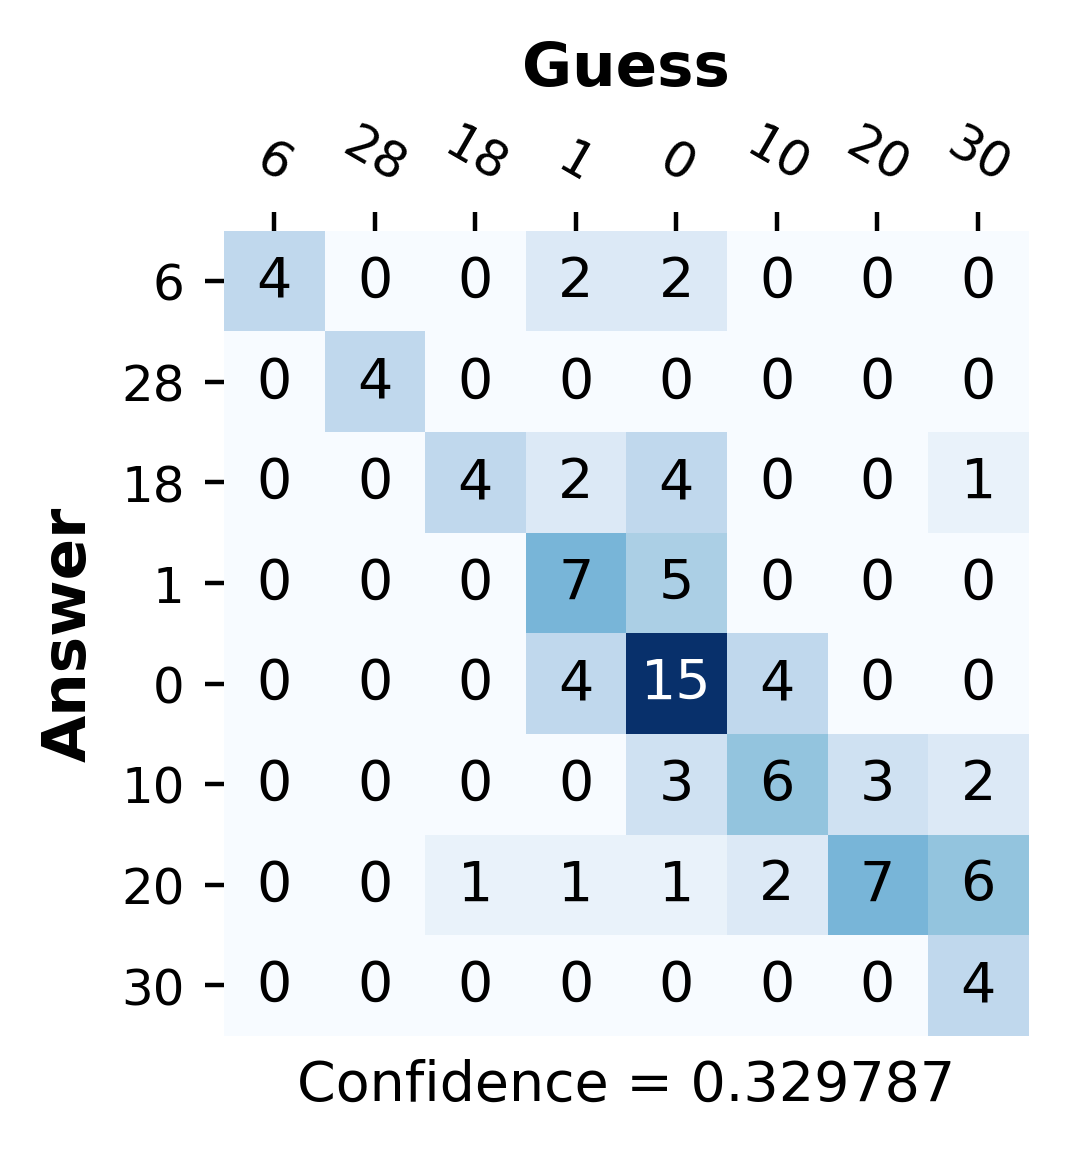 Guess
6 28 18 1 0 10 20 30
Answer
6 4 0 0 2 2 0 0 0
28 0 4 0 0 0 0 0 0
18 0 0 4 2 4 0 0 1
1 0 0 0 7 5 0 0 0
0 0 0 0 4 15 4 0 0
10 0 0 0 0 3 6 3 2
20 0 0 1 1 1 2 7 6
30 0 0 0 0 0 0 0 4
Confidence = 0.329787